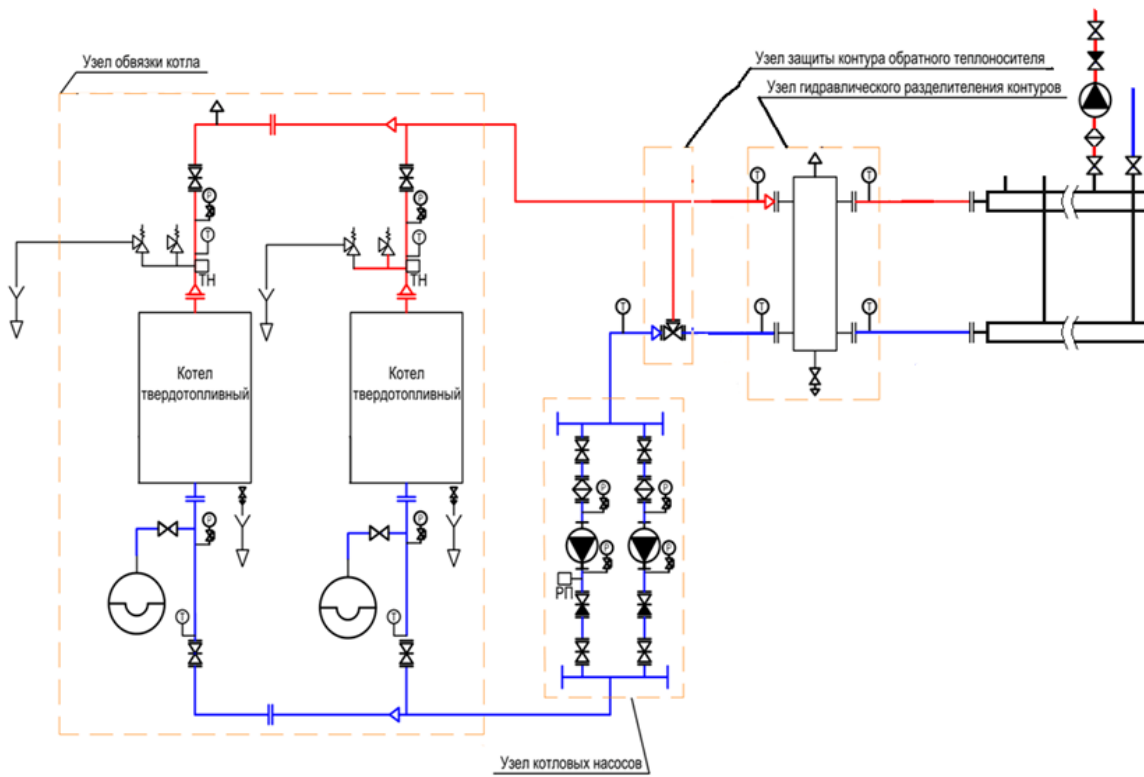 Узел обвязки котла
Узел защиты контура обратного теплоносителя
Узел гидравлического разделителения контуров
P
P
T
T
T
T
ТН
ТН
T
T
T
Котел
твердотопливный
Котел
твердотопливный
P
P
P
P
P
P
РП
T
T
Узел котловых насосов